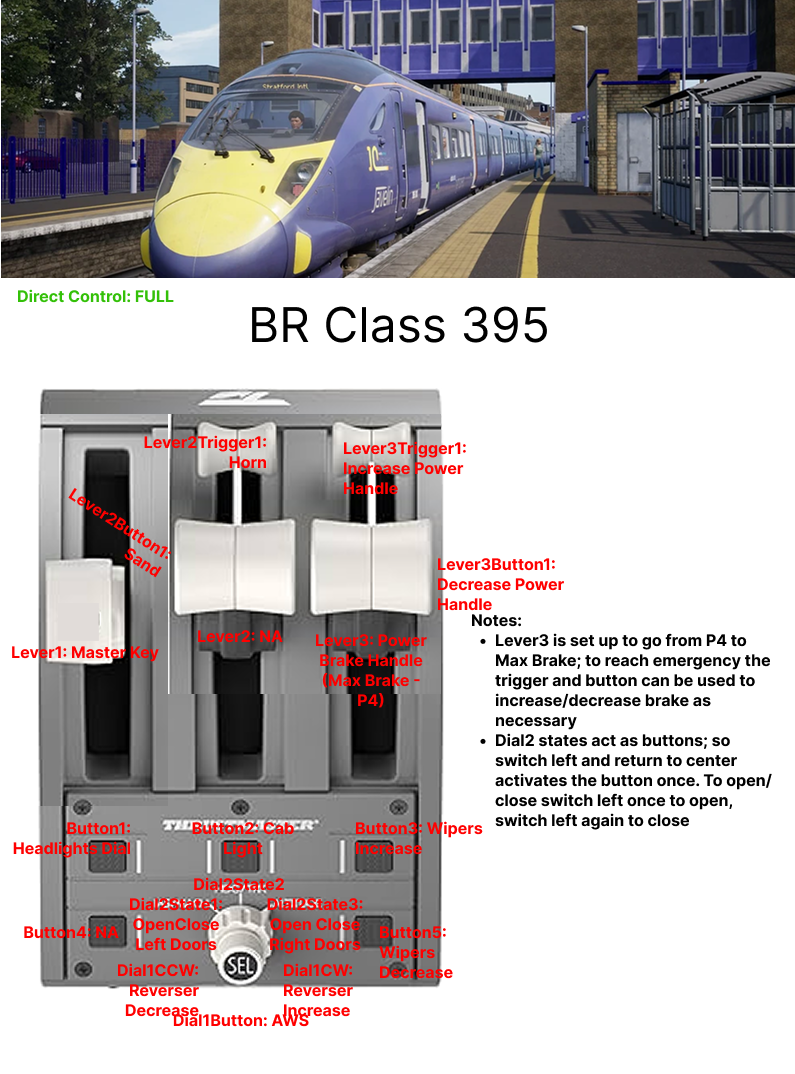 Stratford Intl
javelin
Direct Control: FULL
BR Class 395
Lever2Trigger1:
Horn
Lever3Trigger1:
Increase Power
Handle
Lever2Button1:
Sand
Lever3Button1:
Decrease Power
Handle
Lever1: Master Key
Lever2: NA
Lever3: Power
Brake Handle
(Max Brake -
P4)
Notes:
• Lever3 is set up to go from P4 to
Max Brake; to reach emergency the
trigger and button can be used to
increase/decrease brake as
necessary
• Dial2 states act as buttons; so
switch left and return to center
activates the button once. To open/
close switch left once to open,
switch left again to close
THRUSTMASTER
Button1:
Headlights Dial
Button2: Cab
Light
Button3: Wipers
Increase
Dial2State2
Dial2State1:
OpenClose
Left Doors
Dial2State3:
Open Close
Right Doors
Button4: NA
Button5:
Wipers
Decrease
SEL
Dial1CCW:
Reverser
Decrease
Dial1CW:
Reverser
Increase
Dial1Button: AWS